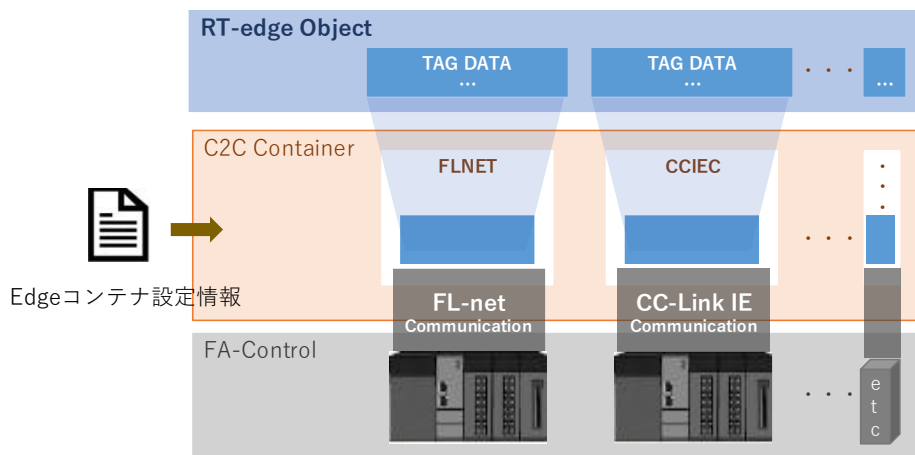 RT-edge Object
TAG DATA
...
TAG DATA
...
・・・
...
C2C Container
FLNET
CCIEC
・
・
・
・・・
Edgeコンテナ設定情報
FL-net
Communication
CC-Link IE
Communication
FA-Control
・・・
e
t
c